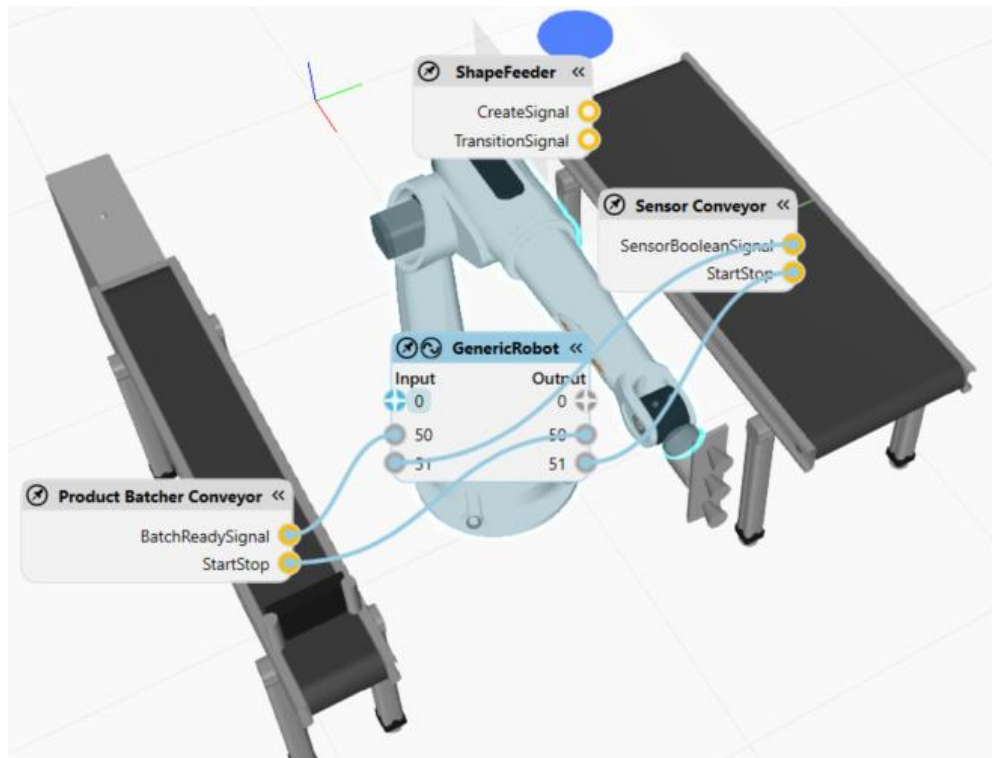 ShapeFeeder «
CreateSignal
TransitionSignal
Sensor Conveyor «
SensorBooleanSignal
StartStop
GenericRobot «
Input Output
0 0
50 50
51 51
Product Batcher Conveyor «
BatchReadySignal
StartStop